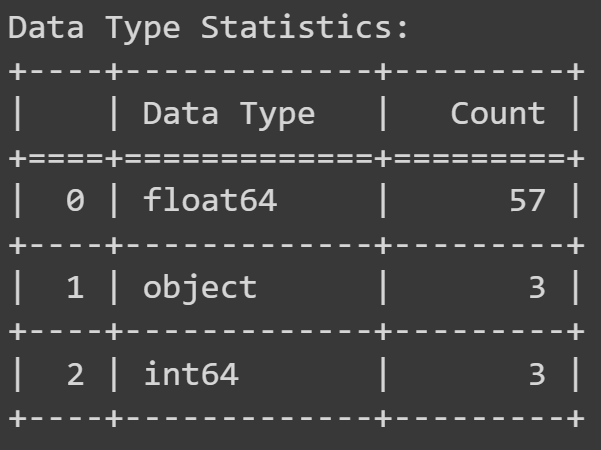 Data Type Statistics:
+----+-------------+---------+
|    | Data Type   |   Count |
+====+=============+=========+
|  0 | float64     |      57 |
+----+-------------+---------+
|  1 | object      |       3 |
+----+-------------+---------+
|  2 | int64       |       3 |
+----+-------------+---------+